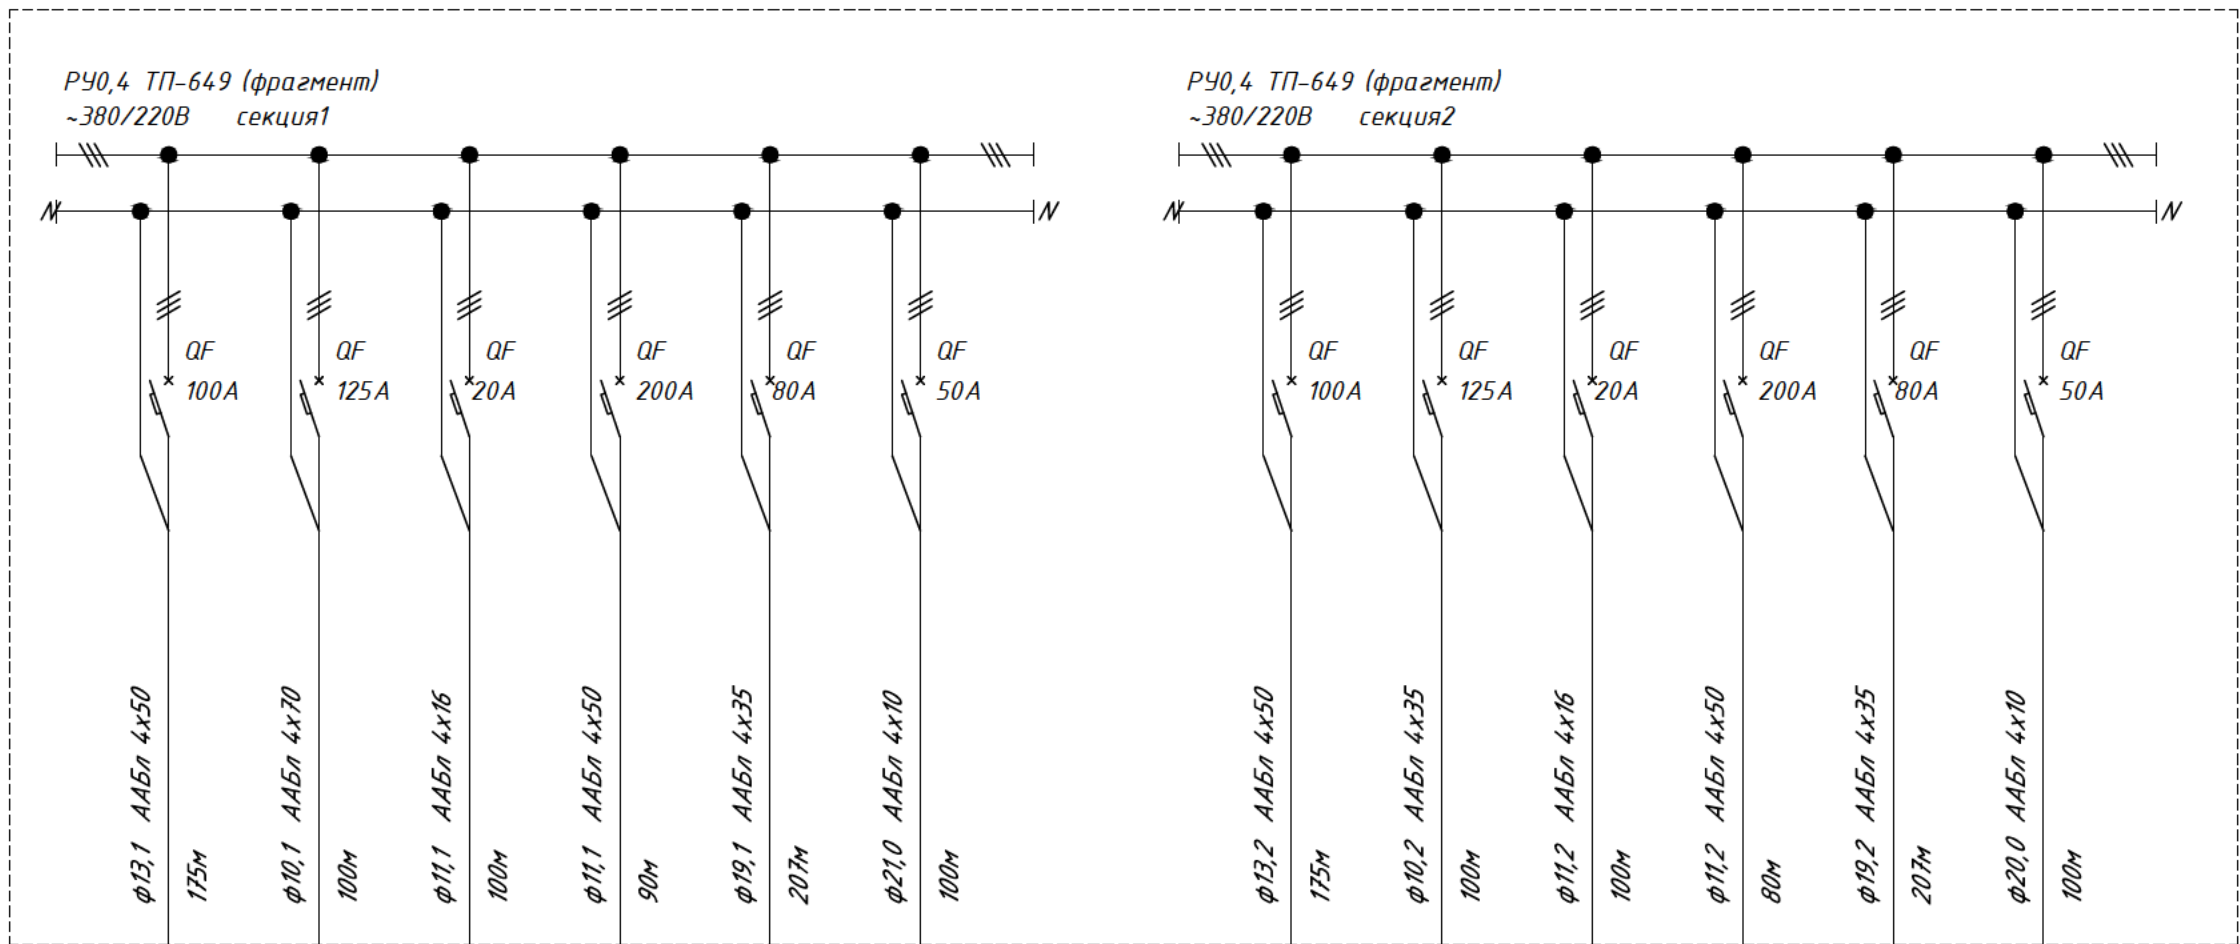 РУ0,4 ТП-649 (фрагмент)
~380/220В секция1
N N
QF
100А
QF
125А
QF
20А
QF
200А
QF
80А
QF
50А
ф13,1 ААБл 4х50
175м
ф10,1 ААБл 4х70
100м
ф11,1 ААБл 4х16
100м
ф11,1 ААБл 4х50
90м
ф19,1 ААБл 4х35
207м
ф21,0 ААБл 4х10
100м
РУ0,4 ТП-649 (фрагмент)
~380/220В секция2
N N
QF
100А
QF
125А
QF
20А
QF
200А
QF
80А
QF
50А
ф13,2 ААБл 4х50
175м
ф10,2 ААБл 4х35
100м
ф11,2 ААБл 4х16
100м
ф11,2 ААБл 4х50
80м
ф19,2 ААБл 4х35
207м
ф20,0 ААБл 4х10
100м